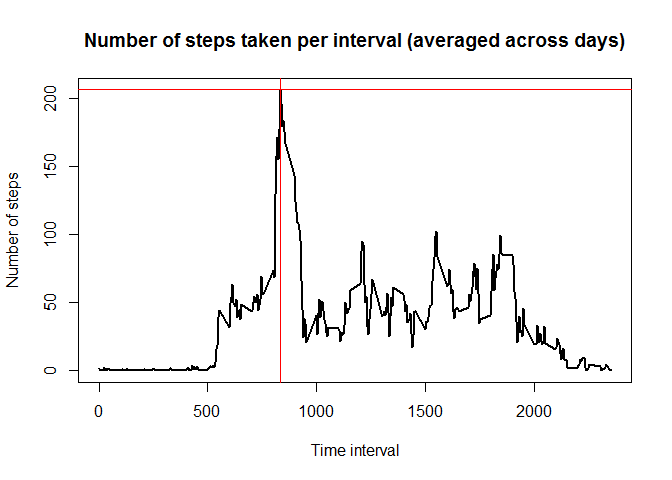 Number of steps taken per interval (averaged across days)
200
150
100
50
0
Number of steps
0 500 1000 1500 2000
Time interval